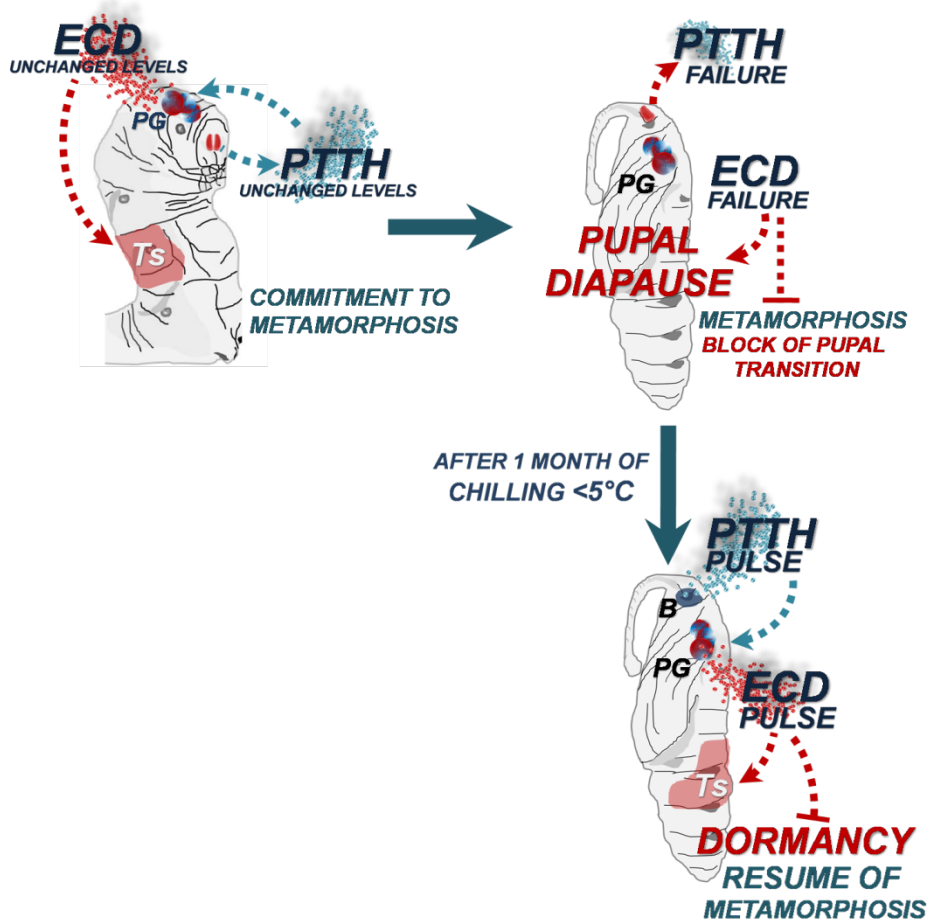 ECD
UNCHANGED LEVELS
PG
PTTH
UNCHANGED LEVELS
Ts
COMMITMENT TO
METAMORPHOSIS
PTTH
FAILURE
PG
ECD
FAILURE
PUPAL
DIAPAUSE
METAMORPHOSIS
BLOCK OF PUPAL
TRANSITION
AFTER 1 MONTH OF
CHILLING <5°C
PTTH
PULSE
B
PG
ECD
PULSE
Ts
DORMANCY
RESUME OF
METAMORPHOSIS